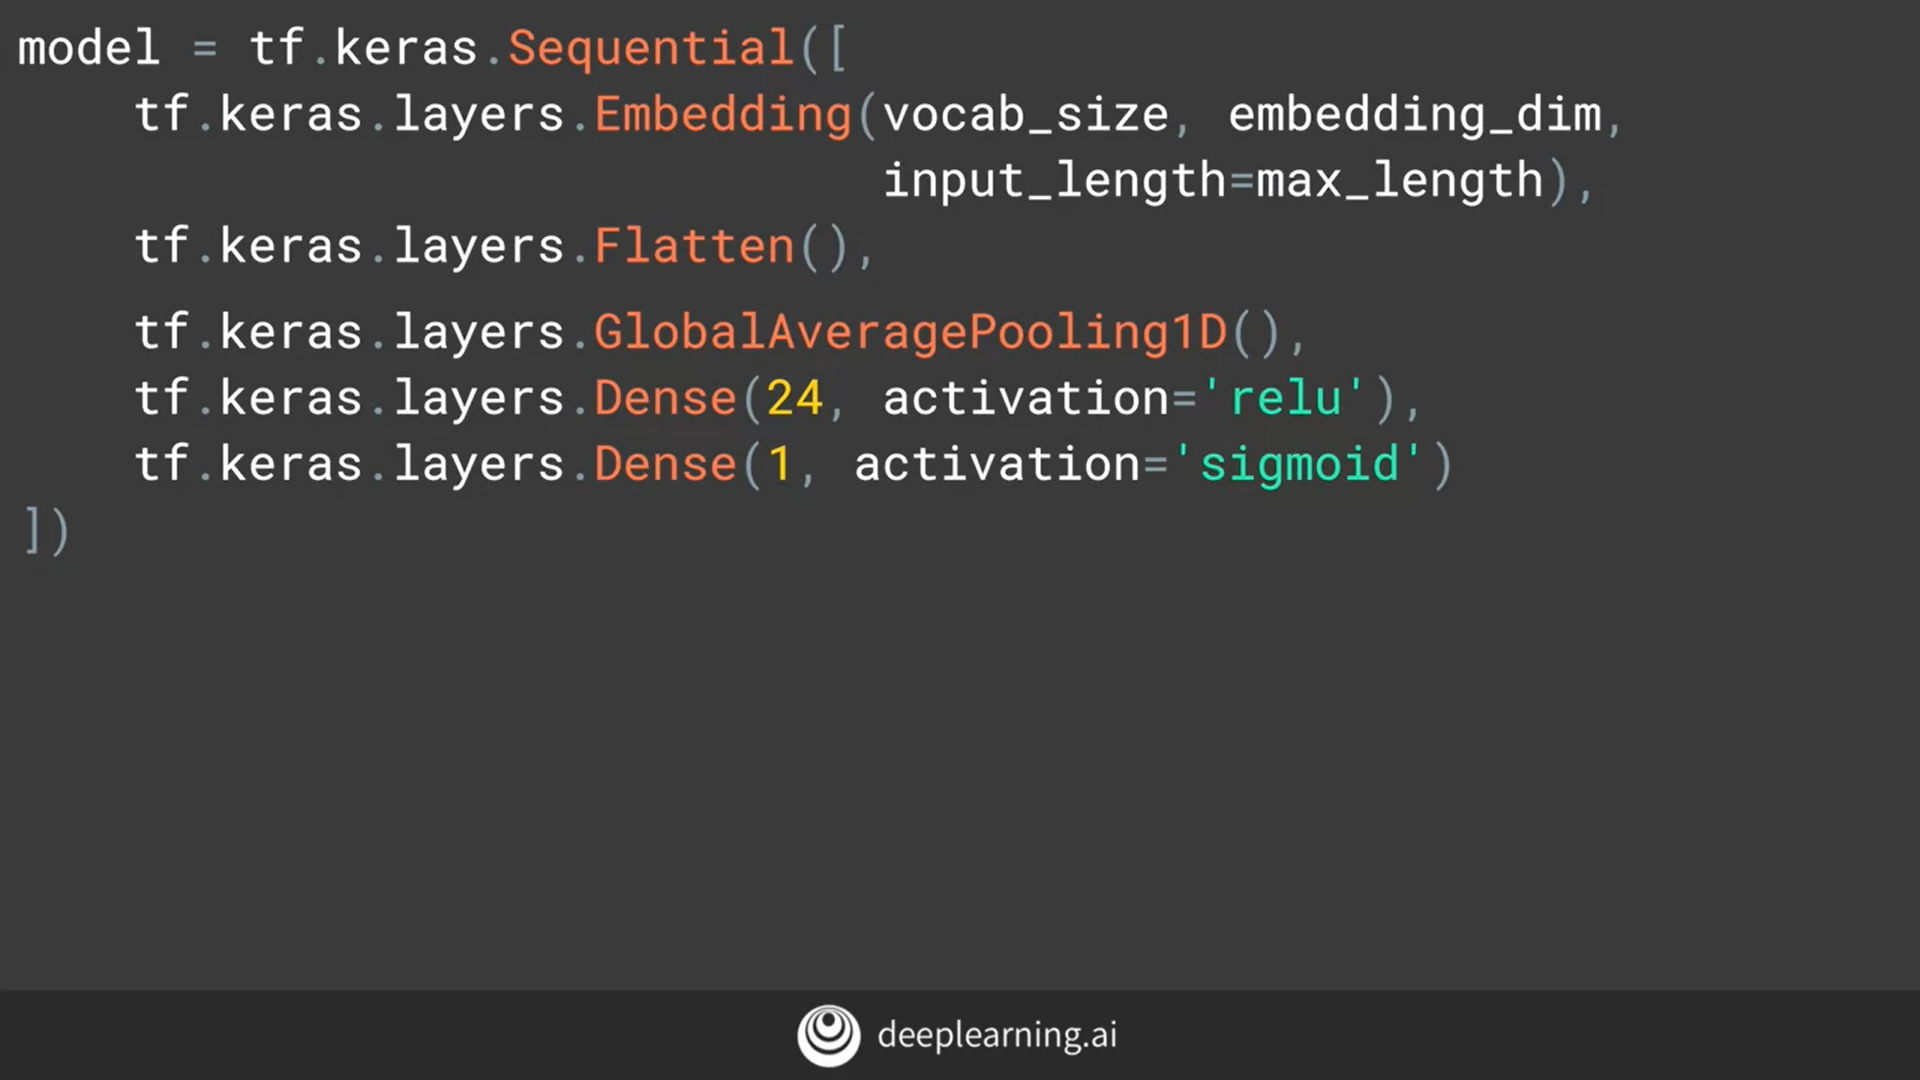 model = tf.keras.Sequential([
    tf.keras.layers.Embedding(vocab_size, embedding_dim,
                              input_length=max_length),
    tf.keras.layers.Flatten(),
    tf.keras.layers.GlobalAveragePooling1D(),
    tf.keras.layers.Dense(24, activation='relu'),
    tf.keras.layers.Dense(1, activation='sigmoid')
])
deeplearning.ai